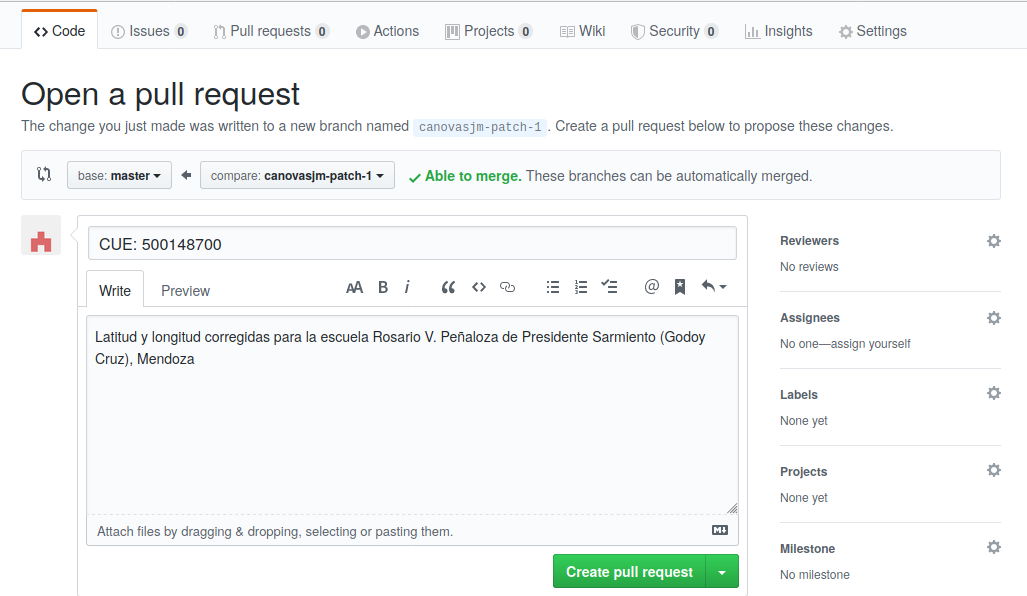 Code Issues 0 Pull requests 0 Actions Projects 0 Wiki Security 0 Insights Settings
Open a pull request
The change you just made was written to a new branch named canovasjm-patch-1 . Create a pull request below to propose these changes.
base: master compare: canovasjm-patch-1 Able to merge. These branches can be automatically merged.
CUE: 500148700
Write Preview AA B i
Latitud y longitud corregidas para la escuela Rosario V. Peñaloza de Presidente Sarmiento (Godoy
Cruz), Mendoza
Attach files by dragging & dropping, selecting or pasting them.
Create pull request
Reviewers
No reviews
Assignees
No one—assign yourself
Labels
None yet
Projects
None yet
Milestone
No milestone